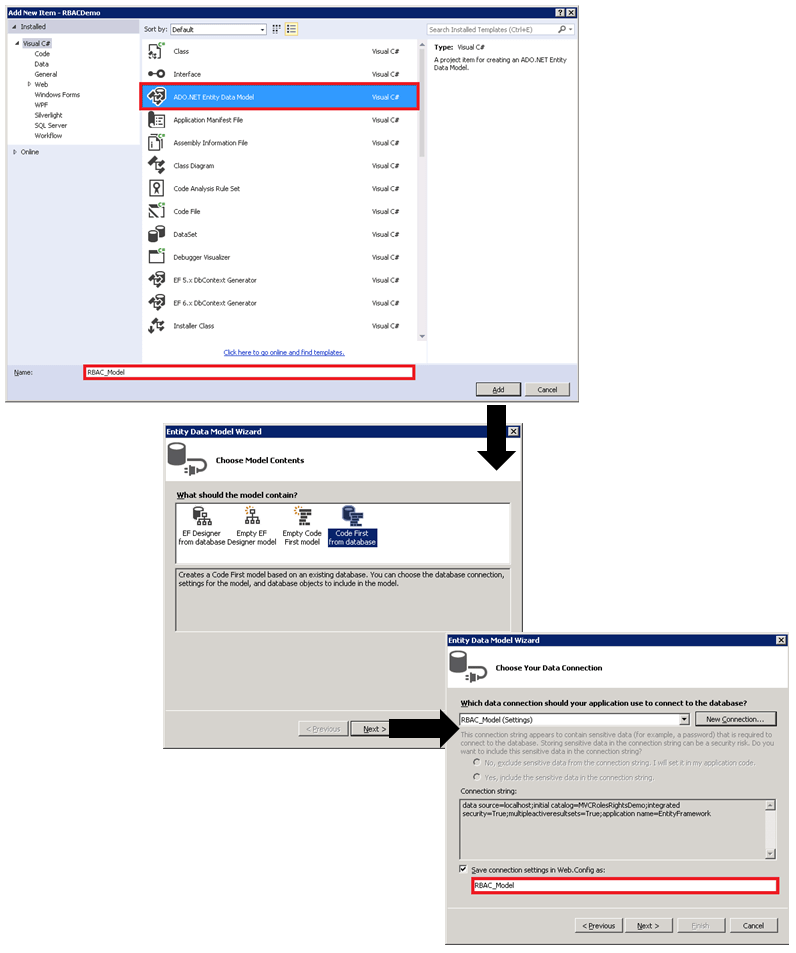 Add New Item - RBACDemo
Installed
Visual C#
Code
Data
General
Web
Windows Forms
WPF
Silverlight
SQL Server
Workflow
Online
Sort by: Default
Class Visual C#
Interface Visual C#
ADO.NET Entity Data Model Visual C#
Application Manifest File Visual C#
Assembly Information File Visual C#
Class Diagram Visual C#
Code Analysis Rule Set Visual C#
Code File Visual C#
DataSet Visual C#
Debugger Visualizer Visual C#
EF 5.x DbContext Generator Visual C#
EF 6.x DbContext Generator Visual C#
Installer Class Visual C#
Click here to go online and find templates.
Search Installed Templates (Ctrl+E)
Type: Visual C#
A project item for creating an ADO.NET Entity
Data Model.
Name: RBAC_Model
Add Cancel
Entity Data Model Wizard
Choose Model Contents
What should the model contain?
EF Designer
from database
Empty EF
Designer model
Empty Code
First model
Code First
from database
Creates a Code First model based on an existing database. You can choose the database connection,
settings for the model, and database objects to include in the model.
< Previous Next >
Entity Data Model Wizard
Choose Your Data Connection
Which data connection should your application use to connect to the database?
RBAC_Model (Settings) New Connection...
This connection string appears to contain sensitive data (for example, a password) that is required to
connect to the database. Storing sensitive data in the connection string can be a security risk. Do you
want to include this sensitive data in the connection string?
No, exclude sensitive data from the connection string. I will set it in my application code.
Yes, include the sensitive data in the connection string.
Connection string:
data source=localhost;initial catalog=MVCRolesRightsDemo;integrated
security=True;multipleactiveresultsets=True;application name=EntityFramework
Save connection settings in Web.Config as:
RBAC_Model
< Previous Next > Finish Cancel